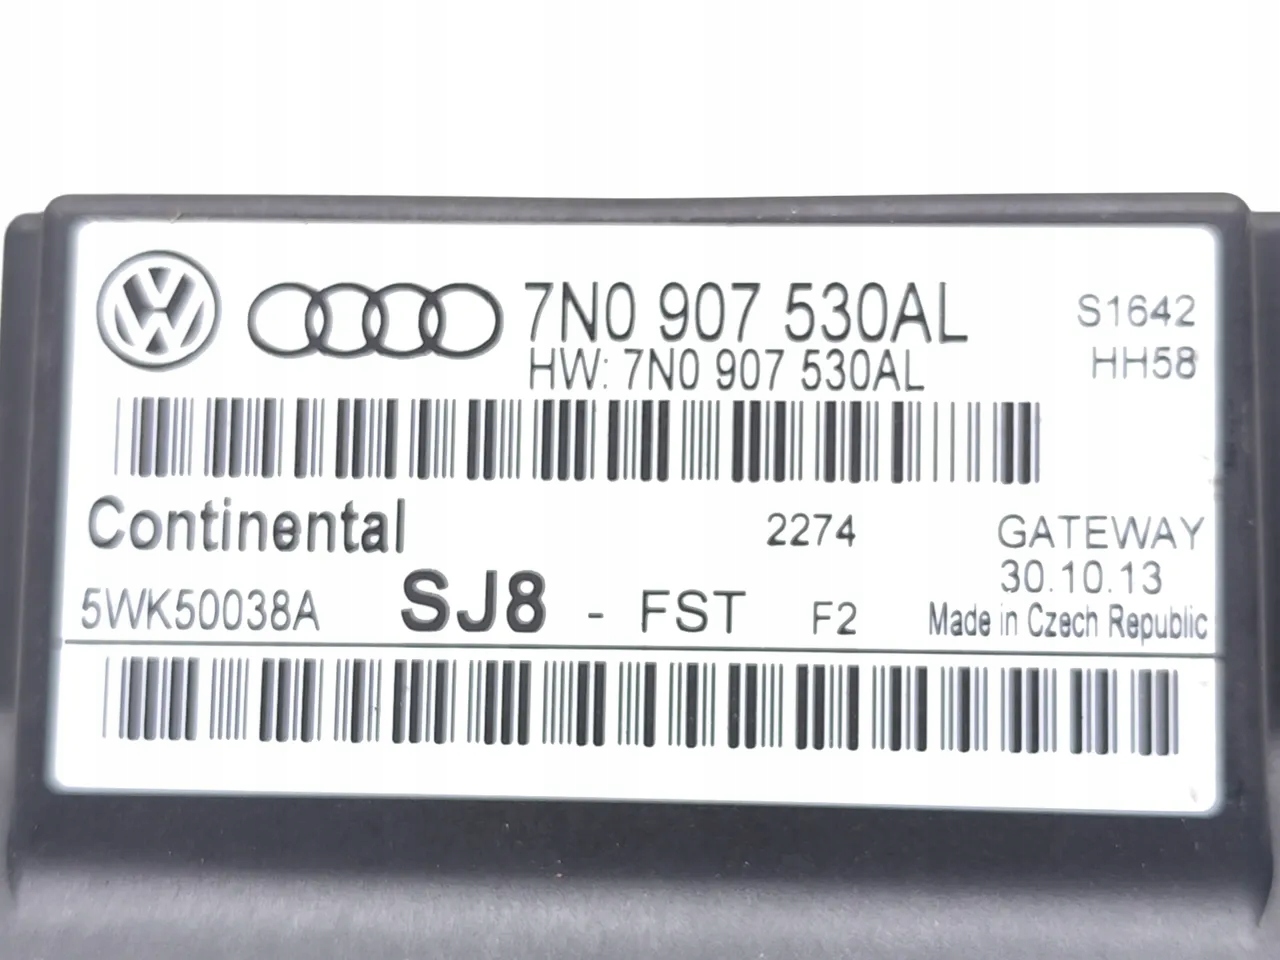 7N0 907 530AL
S1642
HW: 7N0 907 530AL
HH58
Continental
2274
GATEWAY
30.10.13
5WK50038A
SJ8 - FST
F2
Made in Czech Republic